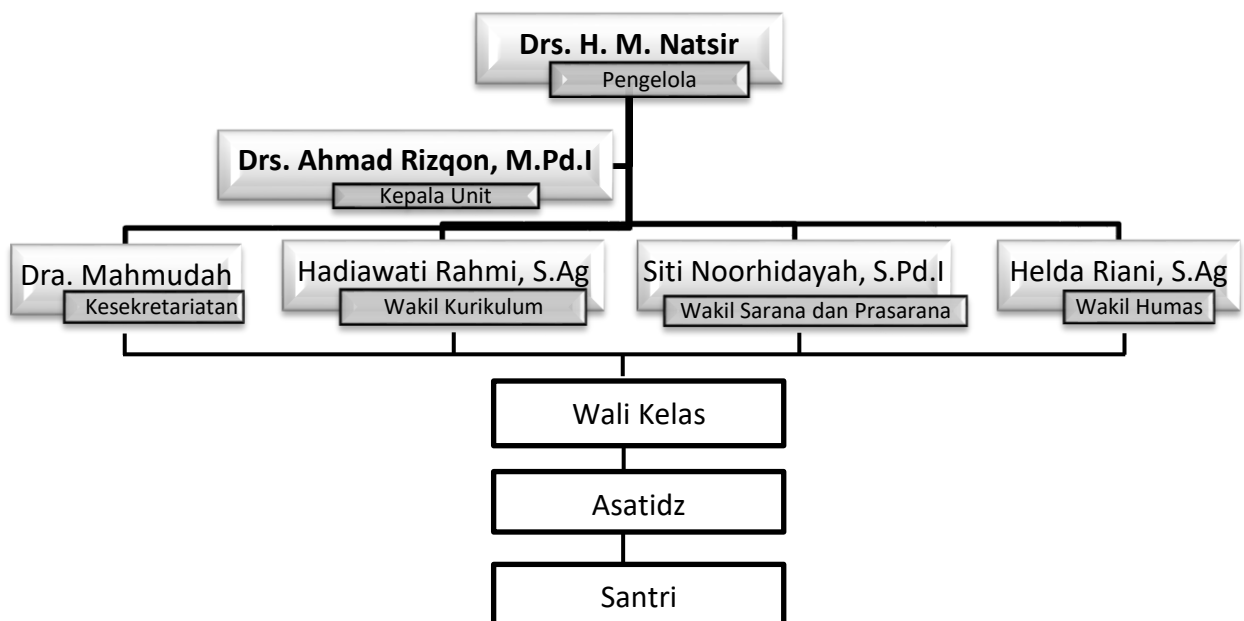 Drs. H. M. Natsir
Pengelola
Drs. Ahmad Rizqon, M.Pd.I
Kepala Unit
Dra. Mahmudah
Kesekretariatan
Hadiawati Rahmi, S.Ag
Wakil Kurikulum
Siti Noorhidayah, S.Pd.I
Wakil Sarana dan Prasarana
Helda Riani, S.Ag
Wakil Humas
Wali Kelas
Asatidz
Santri